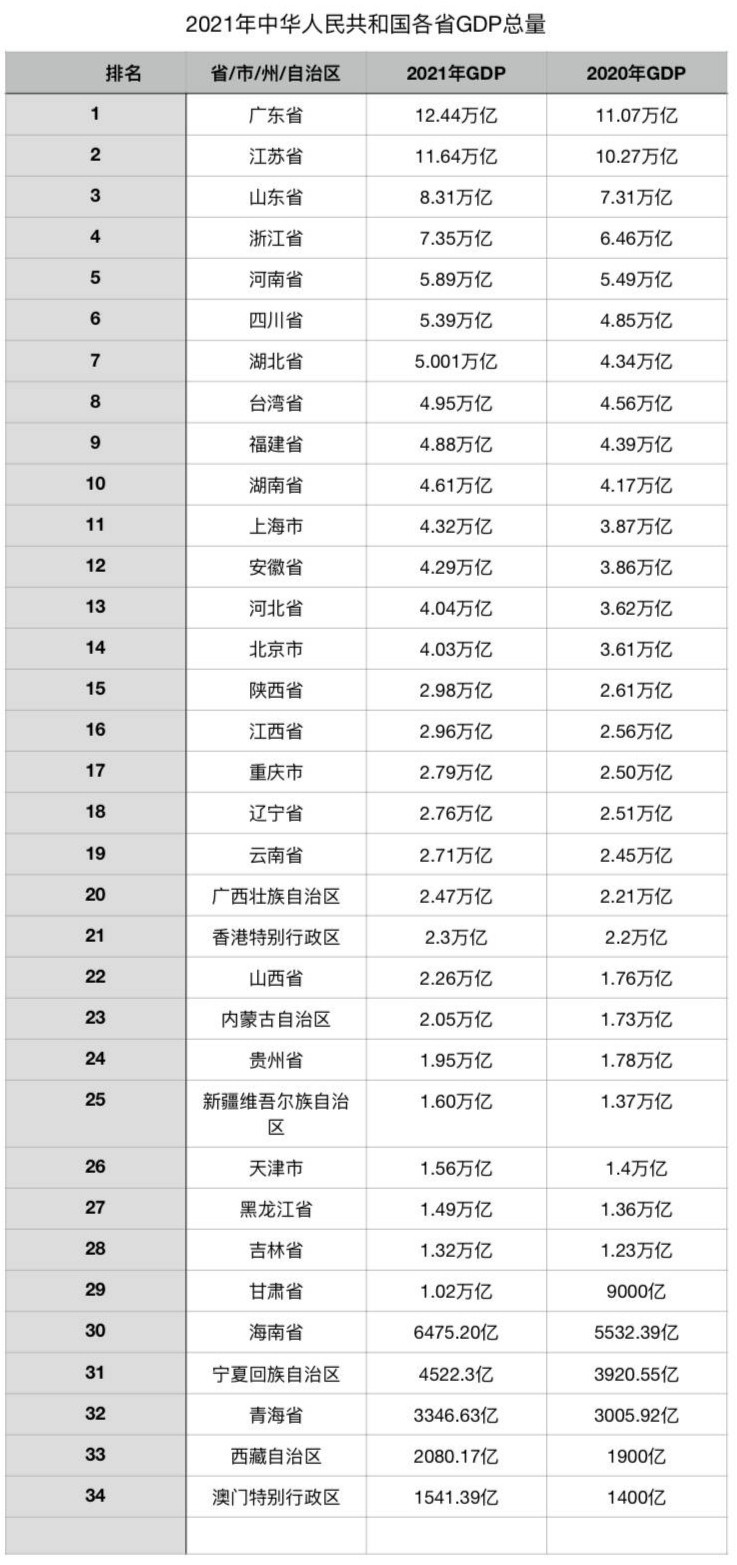 2021年中华人民共和国各省GDP总量
排名 省/市/州/自治区 2021年GDP 2020年GDP
1 广东省 12.44万亿 11.07万亿
2 江苏省 11.64万亿 10.27万亿
3 山东省 8.31万亿 7.31万亿
4 浙江省 7.35万亿 6.46万亿
5 河南省 5.89万亿 5.49万亿
6 四川省 5.39万亿 4.85万亿
7 湖北省 5.001万亿 4.34万亿
8 台湾省 4.95万亿 4.56万亿
9 福建省 4.88万亿 4.39万亿
10 湖南省 4.61万亿 4.17万亿
11 上海市 4.32万亿 3.87万亿
12 安徽省 4.29万亿 3.86万亿
13 河北省 4.04万亿 3.62万亿
14 北京市 4.03万亿 3.61万亿
15 陕西省 2.98万亿 2.61万亿
16 江西省 2.96万亿 2.56万亿
17 重庆市 2.79万亿 2.50万亿
18 辽宁省 2.76万亿 2.51万亿
19 云南省 2.71万亿 2.45万亿
20 广西壮族自治区 2.47万亿 2.21万亿
21 香港特别行政区 2.3万亿 2.2万亿
22 山西省 2.26万亿 1.76万亿
23 内蒙古自治区 2.05万亿 1.73万亿
24 贵州省 1.95万亿 1.78万亿
25 新疆维吾尔族自治 1.60万亿 1.37万亿
区
26 天津市 1.56万亿 1.4万亿
27 黑龙江省 1.49万亿 1.36万亿
28 吉林省 1.32万亿 1.23万亿
29 甘肃省 1.02万亿 9000亿
30 海南省 6475.20亿 5532.39亿
31 宁夏回族自治区 4522.3亿 3920.55亿
32 青海省 3346.63亿 3005.92亿
33 西藏自治区 2080.17亿 1900亿
34 澳门特别行政区 1541.39亿 1400亿